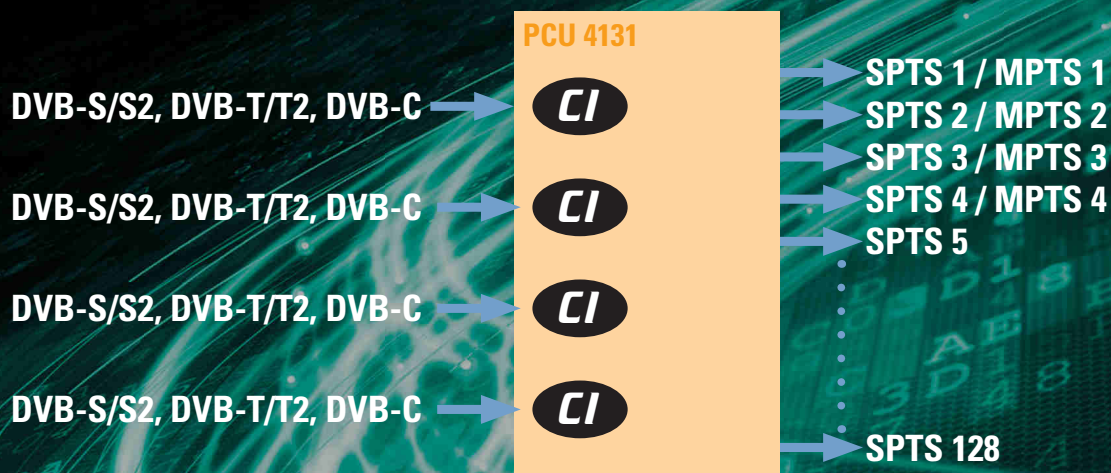 PCU 4131
DVB-S/S2, DVB-T/T2, DVB-C
CI
DVB-S/S2, DVB-T/T2, DVB-C
CI
DVB-S/S2, DVB-T/T2, DVB-C
CI
DVB-S/S2, DVB-T/T2, DVB-C
CI
SPTS 1 / MPTS 1
SPTS 2 / MPTS 2
SPTS 3 / MPTS 3
SPTS 4 / MPTS 4
SPTS 5
SPTS 128